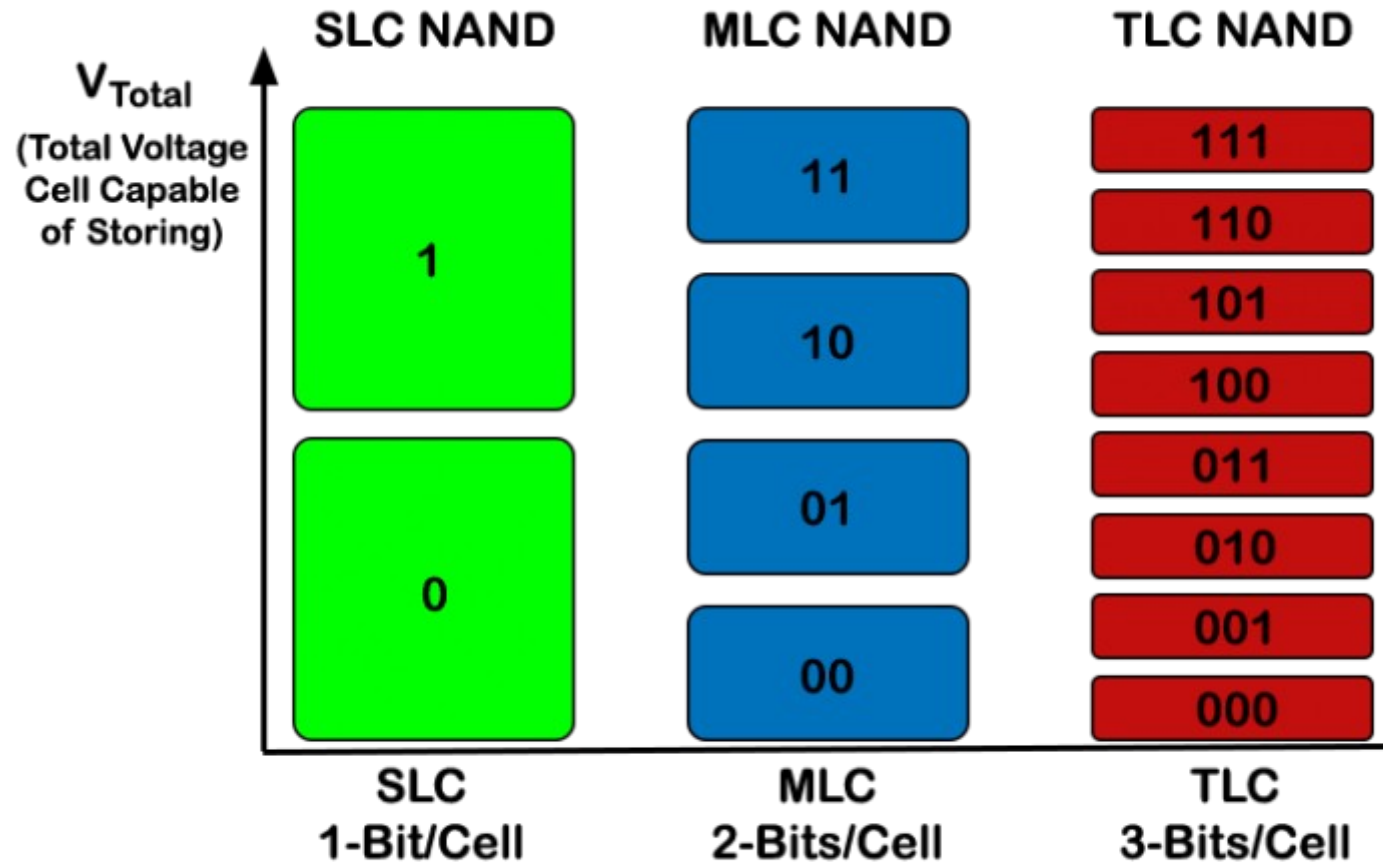 SLC NAND
MLC NAND
TLC NAND
VTotal
(Total Voltage
Cell Capable
of Storing)
1
0
11
10
01
00
111
110
101
100
011
010
001
000
SLC
1-Bit/Cell
MLC
2-Bits/Cell
TLC
3-Bits/Cell